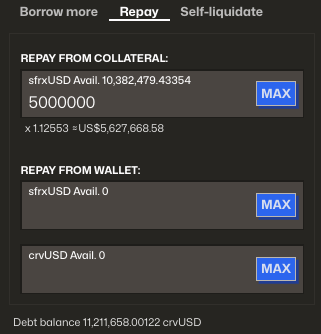 Borrow more Repay Self-liquidate
REPAY FROM COLLATERAL:
sfrxUSD Avail. 10,382,479.43354
5000000
MAX
x 1.12553 ≈US$5,627,668.58
REPAY FROM WALLET:
sfrxUSD Avail. 0
MAX
crvUSD Avail. 0
MAX
Debt balance 11,211,658.00122 crvUSD